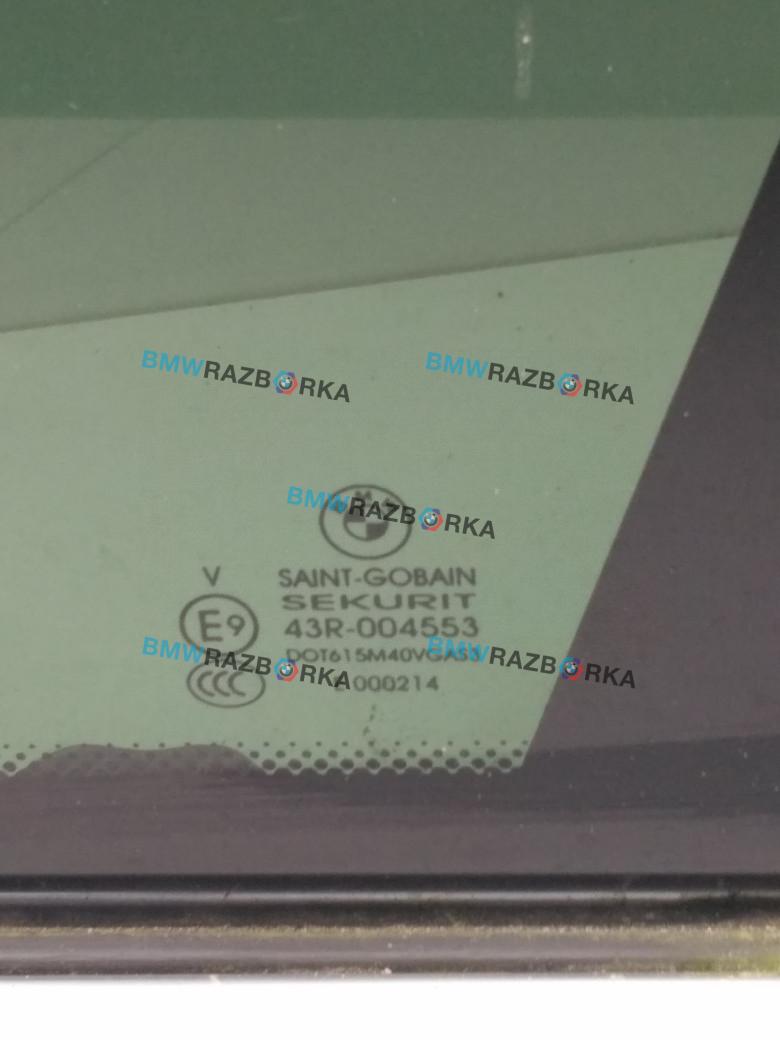 BMWRAZBORKA
BMWRAZBORKA
BMWRAZBORKA
V
SAINT-GOBAIN
SEKURIT
E9
43R-004553
CCC
000214
BMWRAZBORKA
BMWRAZBORKA